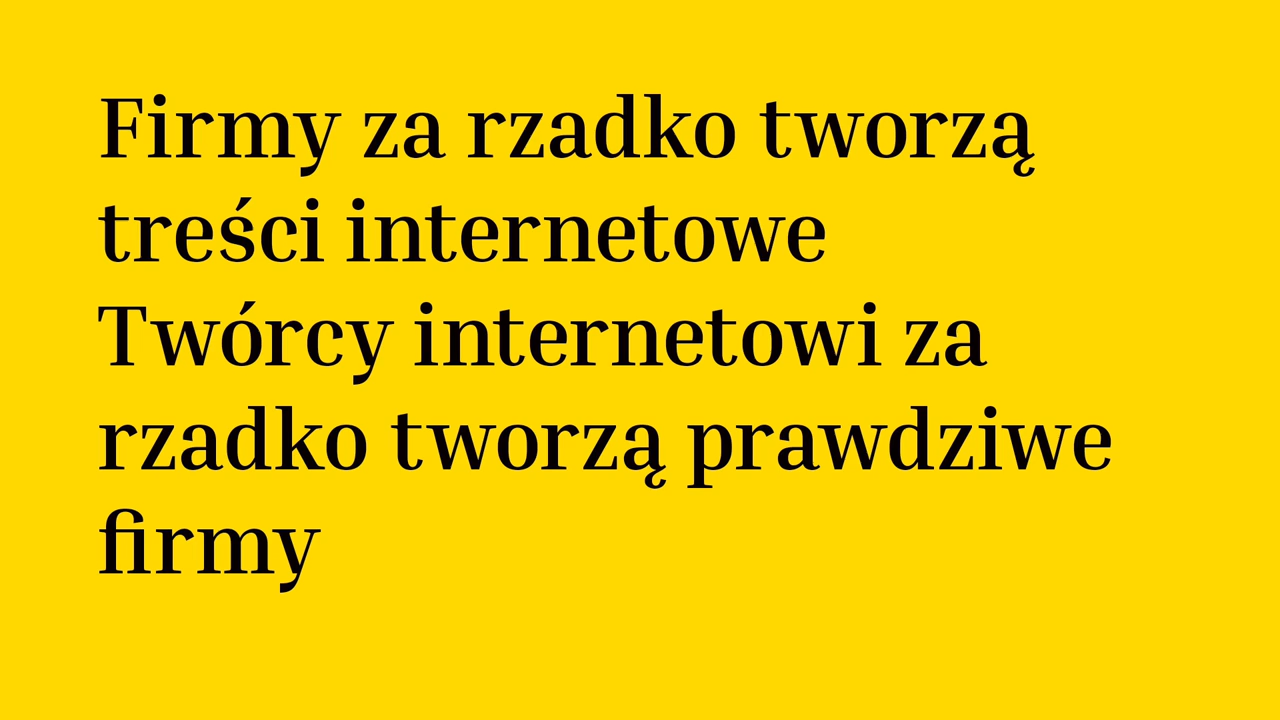 Firmy za rzadko tworzą
treści internetowe
Twórcy internetowi za
rzadko tworzą prawdziwe
firmy